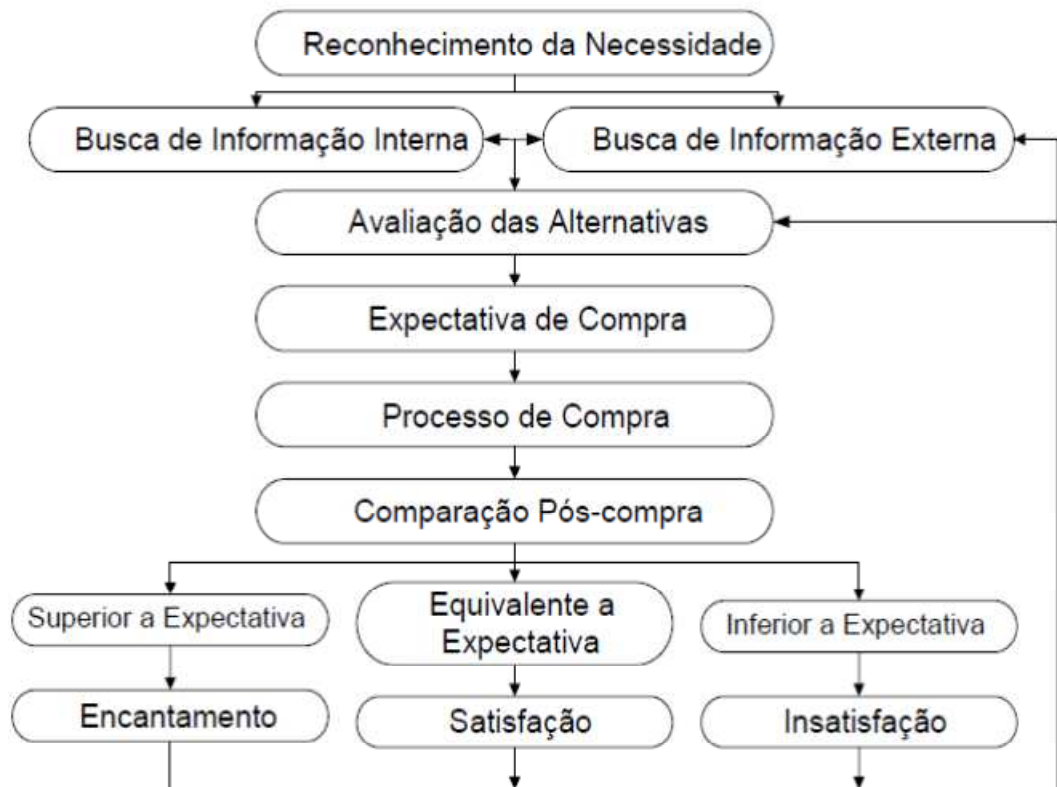 Reconhecimento da Necessidade
Busca de Informação Interna
Busca de Informação Externa
Avaliação das Alternativas
Expectativa de Compra
Processo de Compra
Comparação Pós-compra
Superior a Expectativa
Equivalente a
Expectativa
Inferior a Expectativa
Encantamento
Satisfação
Insatisfação